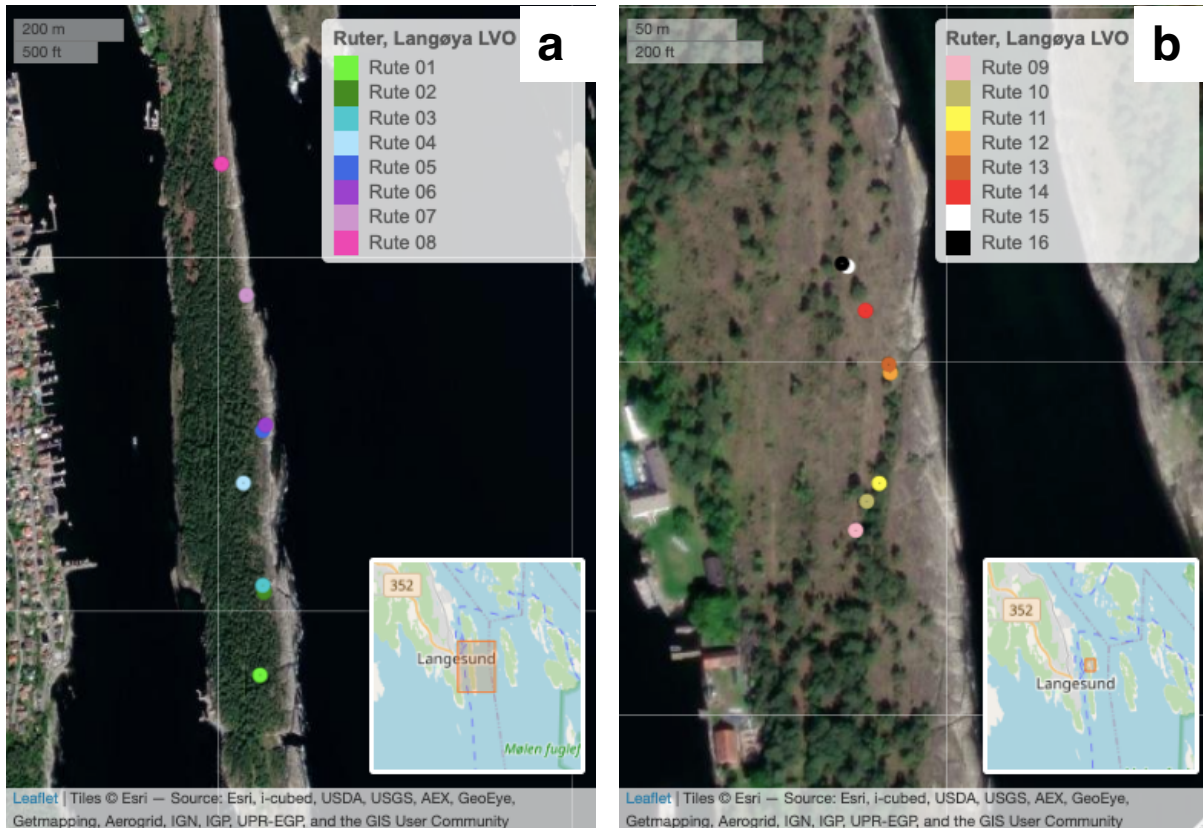 200 m
500 ft
Ruter, Langøya LVO
Rute 01
Rute 02
Rute 03
Rute 04
Rute 05
Rute 06
Rute 07
Rute 08
a
352
Langesund
Mølen fuglef
Leaflet | Tiles © Esri — Source: Esri, i-cubed, USDA, USGS, AEX, GeoEye,
Getmapping, Aerogrid, IGN, IGP, UPR-EGP, and the GIS User Community
50 m
200 ft
Ruter, Langøya LVO
Rute 09
Rute 10
Rute 11
Rute 12
Rute 13
Rute 14
Rute 15
Rute 16
b
352
Langesund
Leaflet | Tiles © Esri — Source: Esri, i-cubed, USDA, USGS, AEX, GeoEye,
Getmapping, Aerogrid, IGN, IGP, UPR-EGP, and the GIS User Community